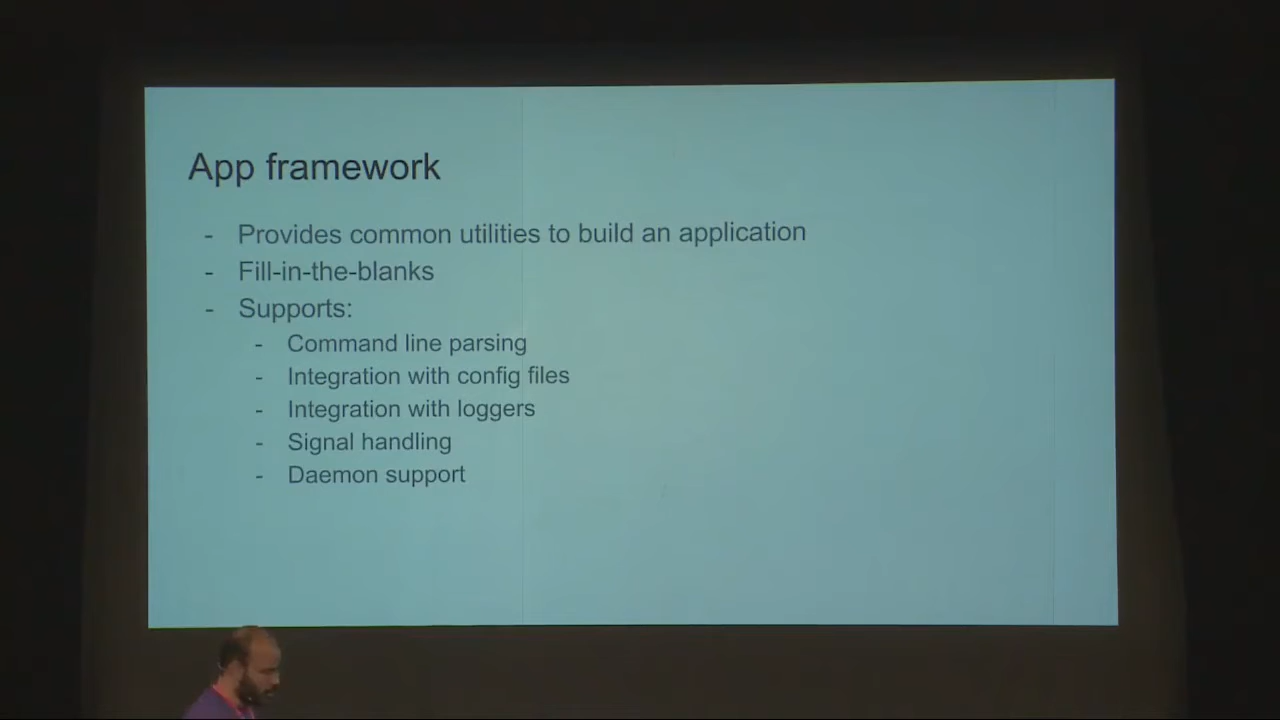 App framework
- Provides common utilities to build an application
- Fill-in-the-blanks
- Supports:
- Command line parsing
- Integration with config files
- Integration with loggers
- Signal handling
- Daemon support